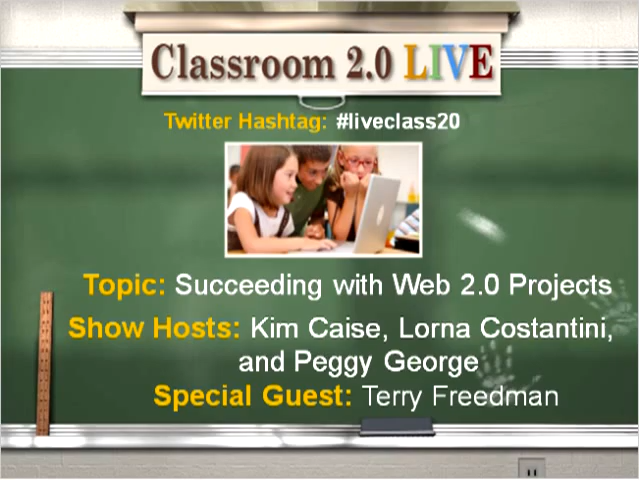 Classroom 2.0 LIVE
Twitter Hashtag: #liveclass20
Topic: Succeeding with Web 2.0 Projects
Show Hosts: Kim Caise, Lorna Costantini,
and Peggy George
Special Guest: Terry Freedman